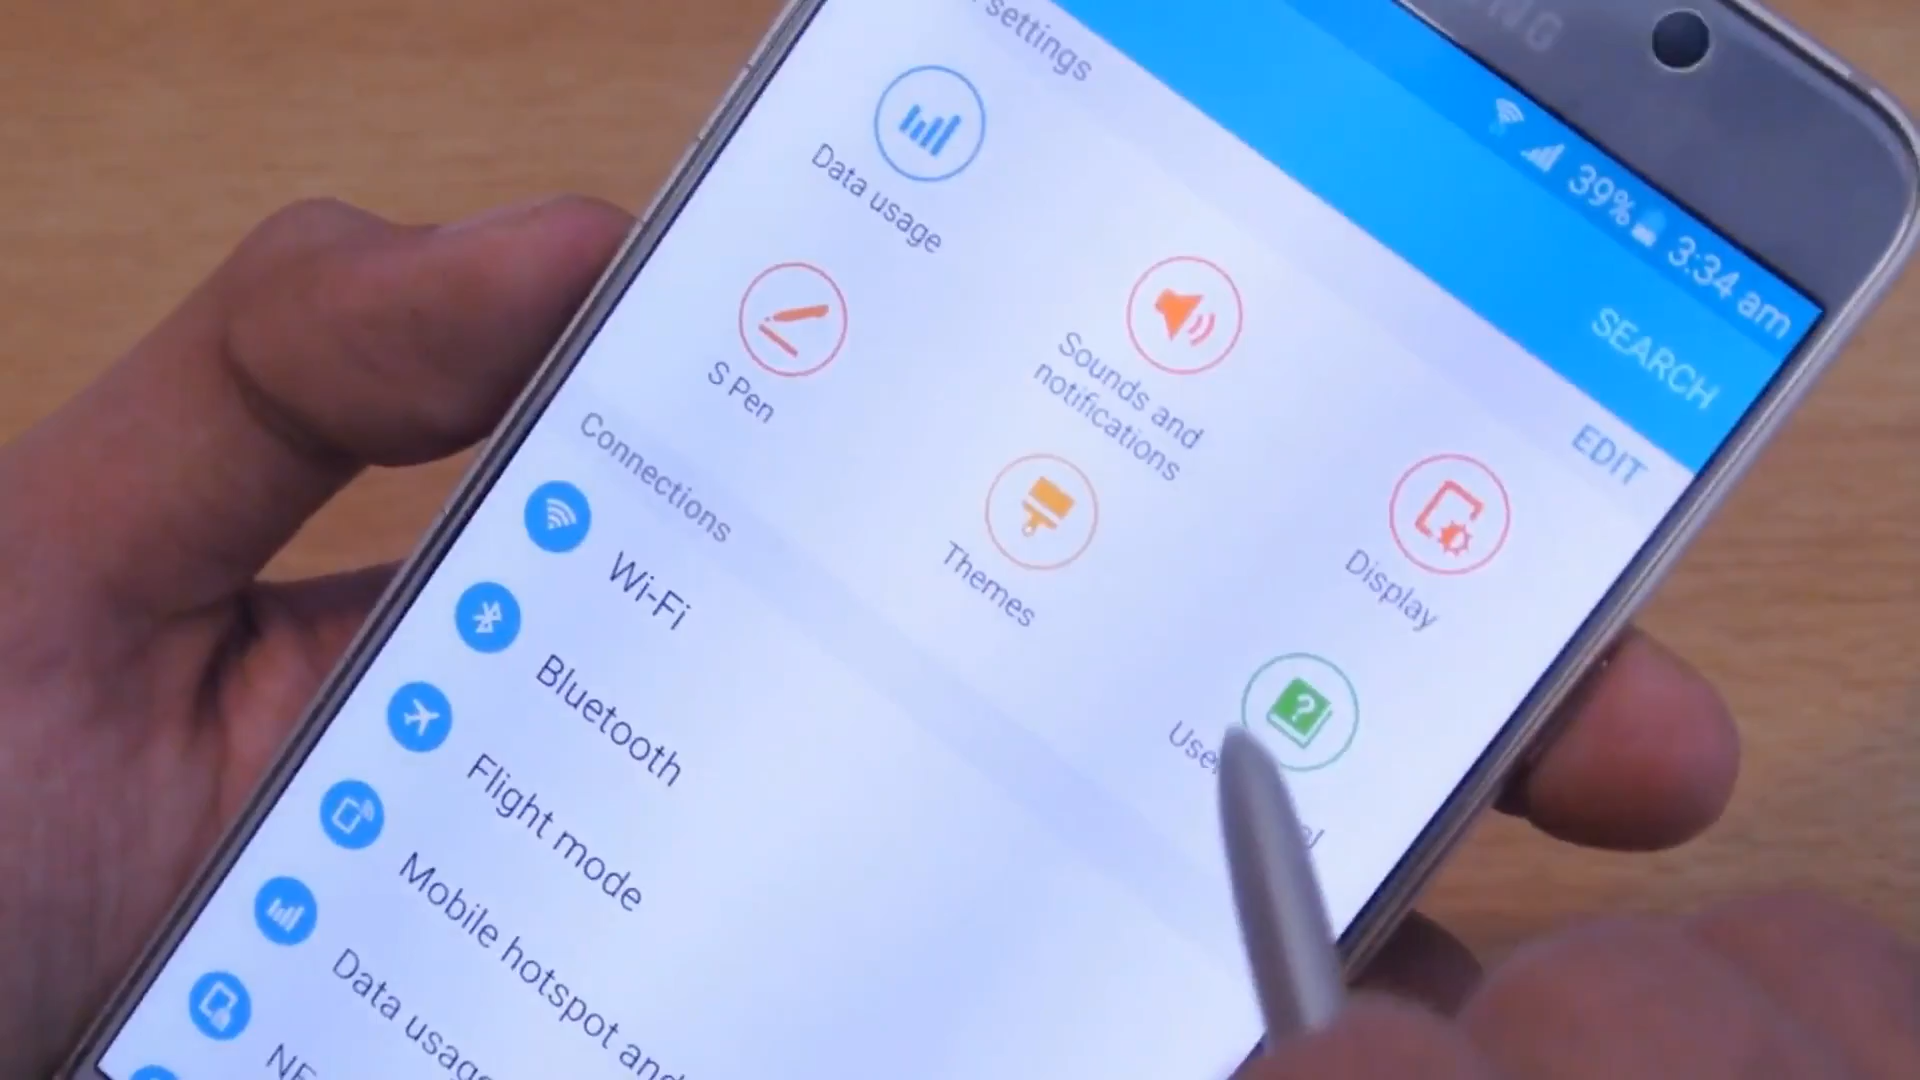 39% 3:34 am
SEARCH
settings
EDIT
Data usage
Sounds and
notifications
Display
S Pen
Themes
Connections
Wi-Fi
Bluetooth
Flight mode
Mobile hotspot and
Data usage